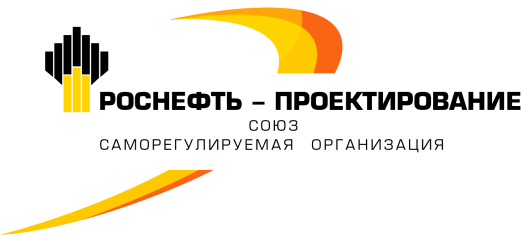 РОСНЕФТЬ – ПРОЕКТИРОВАНИЕ
СОЮЗ
САМОРЕГУЛИРУЕМАЯ ОРГАНИЗАЦИЯ